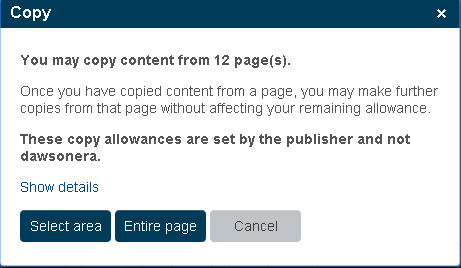 Copy ×
You may copy content from 12 page(s).
Once you have copied content from a page, you may make further
copies from that page without affecting your remaining allowance.
These copy allowances are set by the publisher and not
dawsonera.
Show details
Select area Entire page Cancel